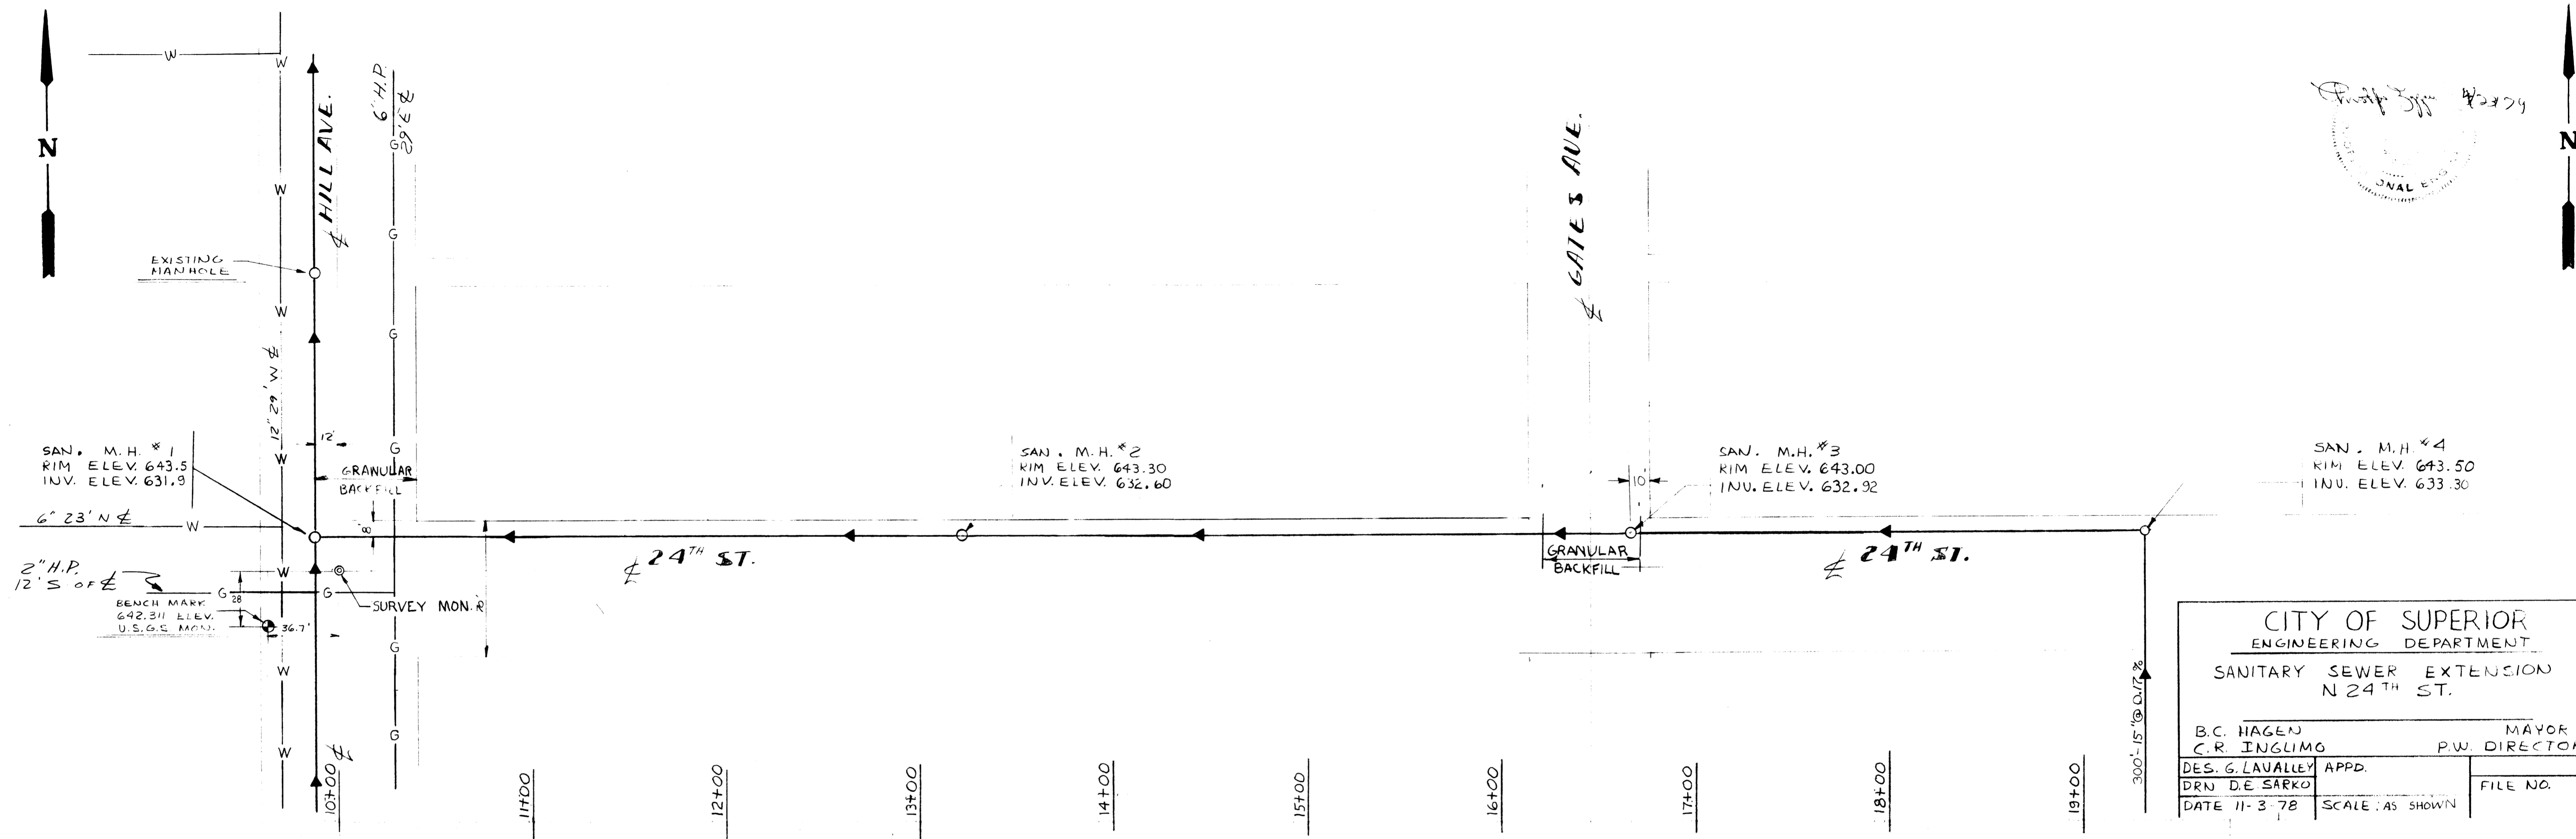 N
W
W
W
W
W
W
W
W
W
W
℄ HILL AVE.
6" H.P.
29' E ℄
G
G
G
G
G
G
G
G
EXISTING
MANHOLE
12" 29' W ℄
12'
SAN. M.H. #1
RIM ELEV. 643.5
INV. ELEV. 631.9
GRANULAR
BACKFILL
6" 23' N ℄
8'
2" H.P.
12' S OF ℄
BENCH MARK
642.311 ELEV.
U.S.G.S MON.
28
36.7'
SURVEY MON. R
℄
℄ 24TH ST.
SAN. M.H. #2
RIM ELEV. 643.30
INV. ELEV. 632.60
℄ GATES AVE.
10'
GRANULAR
BACKFILL
SAN. M.H. #3
RIM ELEV. 643.00
INV. ELEV. 632.92
℄ 24TH ST.
SAN. M.H. #4
RIM ELEV. 643.50
INV. ELEV. 633.30
300'-15" @ 0.17%
N
ONAL ENG
10+00
11+00
12+00
13+00
14+00
15+00
16+00
17+00
18+00
19+00
CITY OF SUPERIOR
ENGINEERING DEPARTMENT
SANITARY SEWER EXTENSION
N 24TH ST.
B.C. HAGEN MAYOR
C.R. INGLIMO P.W. DIRECTOR
DES. G. LAVALLEY APPD.
DRN D.E SARKO FILE NO.
DATE 11-3-78 SCALE: AS SHOWN